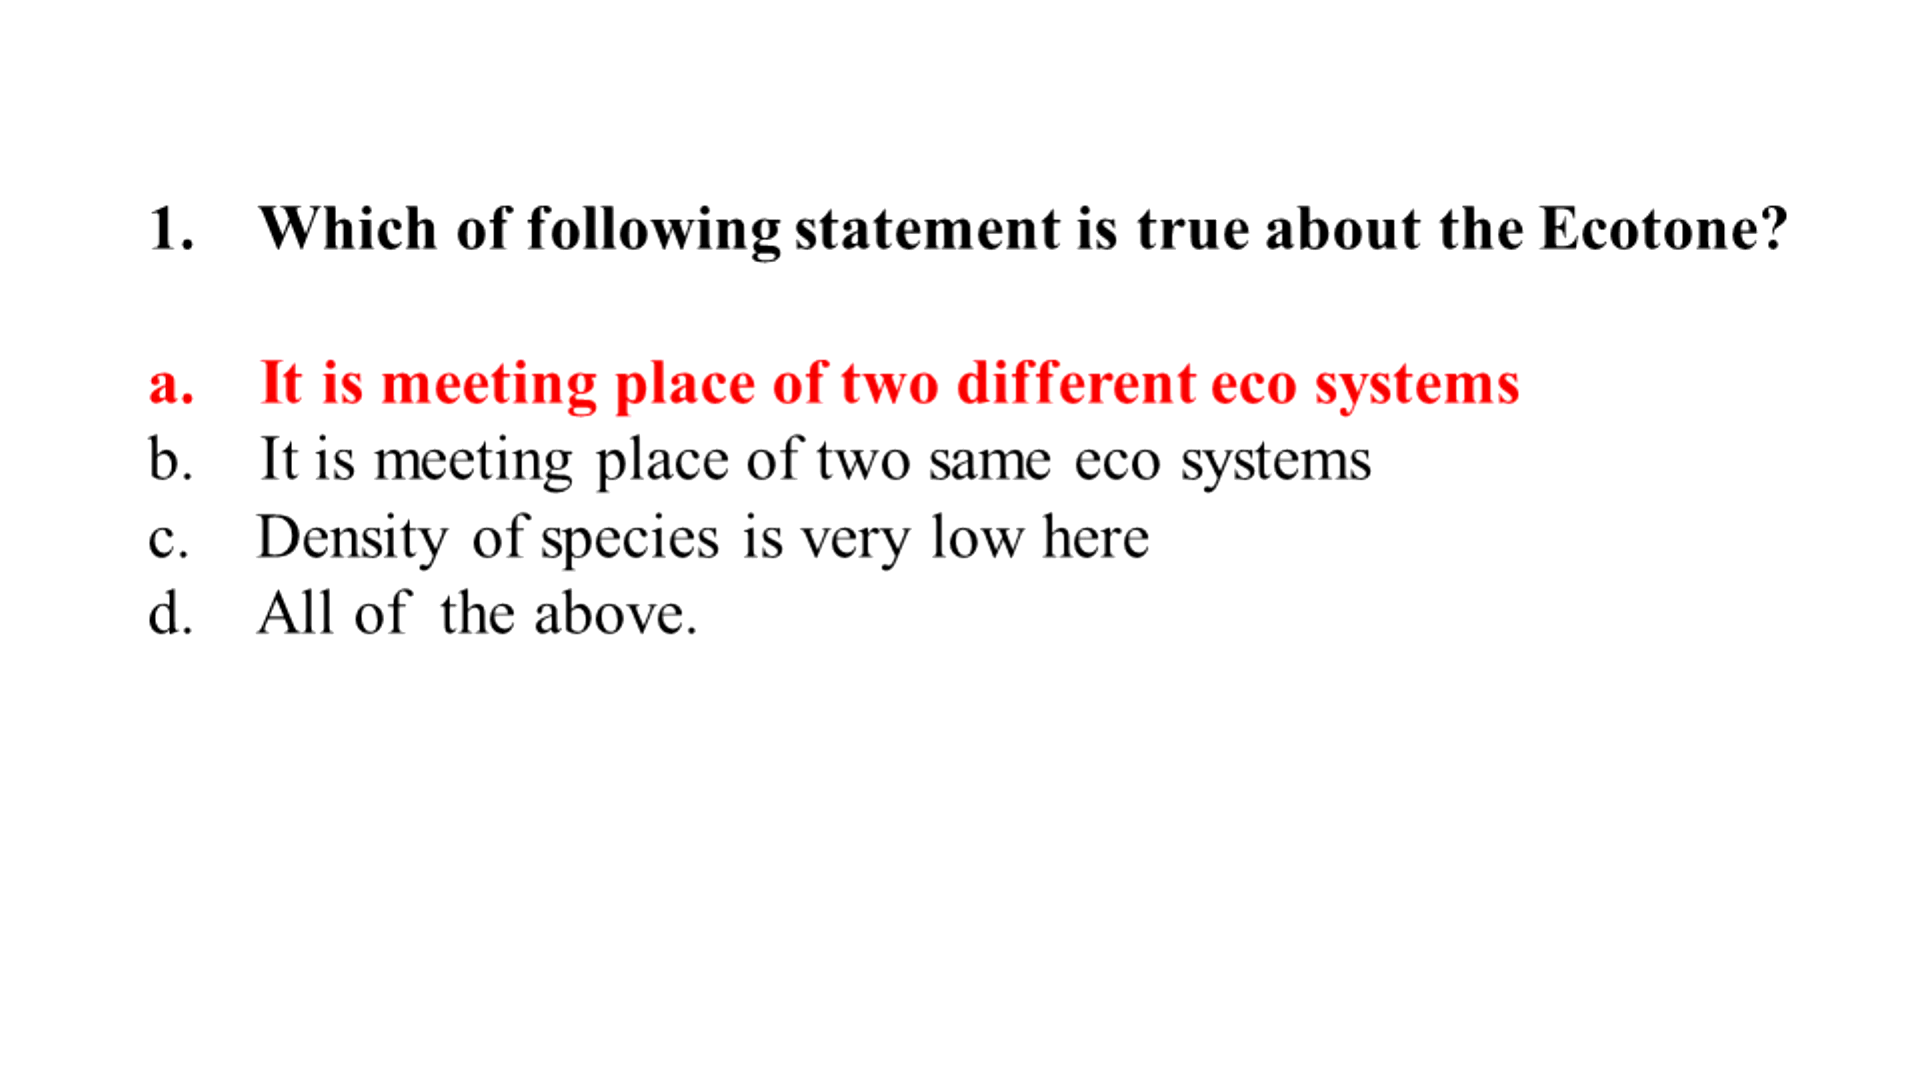 1. Which of following statement is true about the Ecotone?
a. It is meeting place of two different eco systems
b. It is meeting place of two same eco systems
c. Density of species is very low here
d. All of the above.